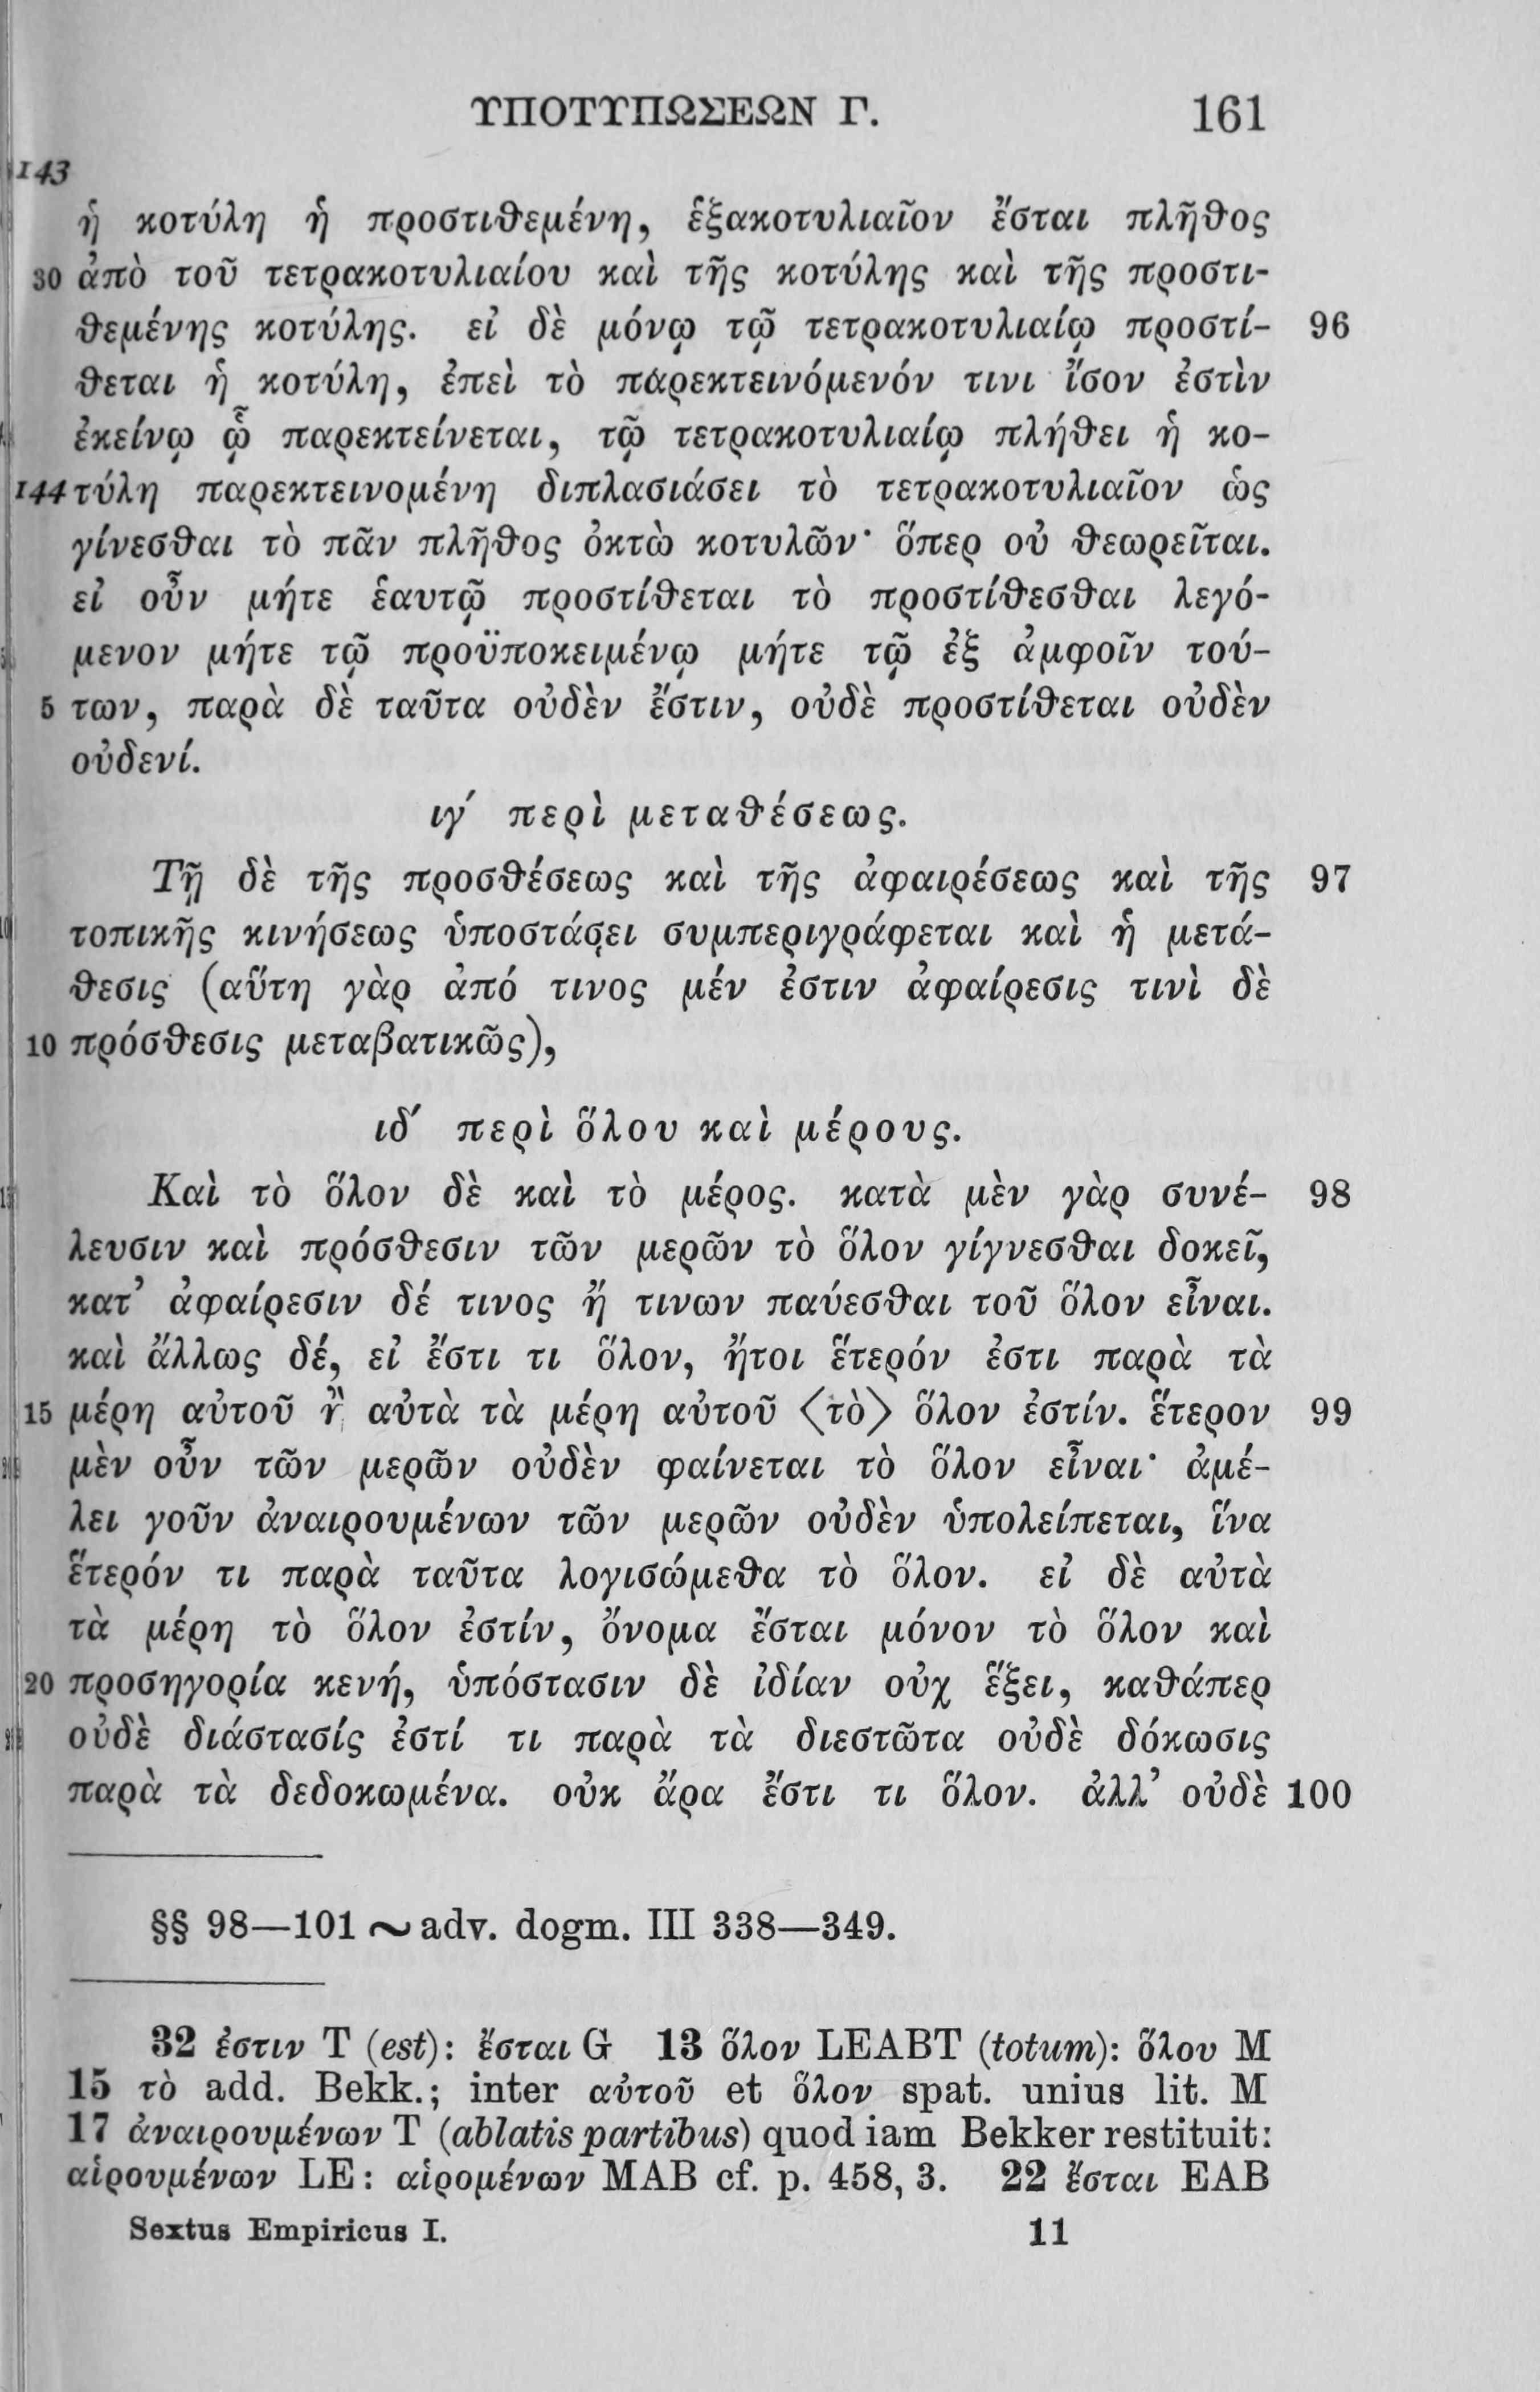 ΥΠΟΤΥΠΩΣΕΩΝ Γ. 161
143
ἡ κοτύλη ἡ προστιθεμένη, ἑξακοτυλιαῖον ἔσται πλῆθος
30 ἀπὸ τοῦ τετρακοτυλιαίου καὶ τῆς κοτύλης καὶ τῆς προστι-
θεμένης κοτύλης. εἰ δὲ μόνῳ τῷ τετρακοτυλιαίῳ προστί- 96
θεται ἡ κοτύλη, ἐπεὶ τὸ παρεκτεινόμενόν τινι ἴσον ἐστὶν
ἐκείνῳ ᾧ παρεκτείνεται, τῷ τετρακοτυλιαίῳ πλήθει ἡ κο-
144 τύλη παρεκτεινομένη διπλασιάσει τὸ τετρακοτυλιαῖον ὡς
γίνεσθαι τὸ πᾶν πλῆθος ὀκτὼ κοτυλῶν· ὅπερ οὐ θεωρεῖται.
εἰ οὖν μήτε ἑαυτῷ προστίθεται τὸ προστίθεσθαι λεγό-
μενον μήτε τῷ προϋποκειμένῳ μήτε τῷ ἐξ ἀμφοῖν τού-
5 των, παρὰ δὲ ταῦτα οὐδὲν ἔστιν, οὐδὲ προστίθεται οὐδὲν
οὐδενί.
ιγ′ περὶ μεταθέσεως.
Τῇ δὲ τῆς προσθέσεως καὶ τῆς ἀφαιρέσεως καὶ τῆς 97
τοπικῆς κινήσεως ὑποστάσει συμπεριγράφεται καὶ ἡ μετά-
θεσις (αὕτη γὰρ ἀπό τινος μέν ἐστιν ἀφαίρεσις τινὶ δὲ
10 πρόσθεσις μεταβατικῶς),
ιδ′ περὶ ὅλου καὶ μέρους.
Καὶ τὸ ὅλον δὲ καὶ τὸ μέρος. κατὰ μὲν γὰρ συνέ- 98
λευσιν καὶ πρόσθεσιν τῶν μερῶν τὸ ὅλον γίγνεσθαι δοκεῖ,
κατ’ ἀφαίρεσιν δέ τινος ἤ τινων παύεσθαι τοῦ ὅλον εἶναι.
καὶ ἄλλως δέ, εἰ ἔστι τι ὅλον, ἤτοι ἕτερόν ἐστι παρὰ τὰ
15 μέρη αὐτοῦ ἢ αὐτὰ τὰ μέρη αὐτοῦ ⟨τὸ⟩ ὅλον ἐστίν. ἕτερον 99
μὲν οὖν τῶν μερῶν οὐδὲν φαίνεται τὸ ὅλον εἶναι· ἀμέ-
λει γοῦν ἀναιρουμένων τῶν μερῶν οὐδὲν ὑπολείπεται, ἵνα
ἕτερόν τι παρὰ ταῦτα λογισώμεθα τὸ ὅλον. εἰ δὲ αὐτὰ
τὰ μέρη τὸ ὅλον ἐστίν, ὄνομα ἔσται μόνον τὸ ὅλον καὶ
20 προσηγορία κενή, ὑπόστασιν δὲ ἰδίαν οὐχ ἕξει, καθάπερ
οὐδὲ διάστασίς ἐστί τι παρὰ τὰ διεστῶτα οὐδὲ δόκωσις
παρὰ τὰ δεδοκωμένα. οὐκ ἄρα ἔστι τι ὅλον. ἀλλ’ οὐδὲ 100
§§ 98—101 ∼ adv. dogm. III 338—349.
32 ἐστιν T (est): ἔσται G 13 ὅλον LEABT (totum): ὅλου M
15 τὸ add. Bekk.; inter αὐτοῦ et ὅλον spat. unius lit. M
17 ἀναιρουμένων T (ablatis partibus) quod iam Bekker restituit:
αἱρουμένων LE: αἰρομένων MAB cf. p. 458, 3. 22 ἔσται EAB
Sextus Empiricus I. 11